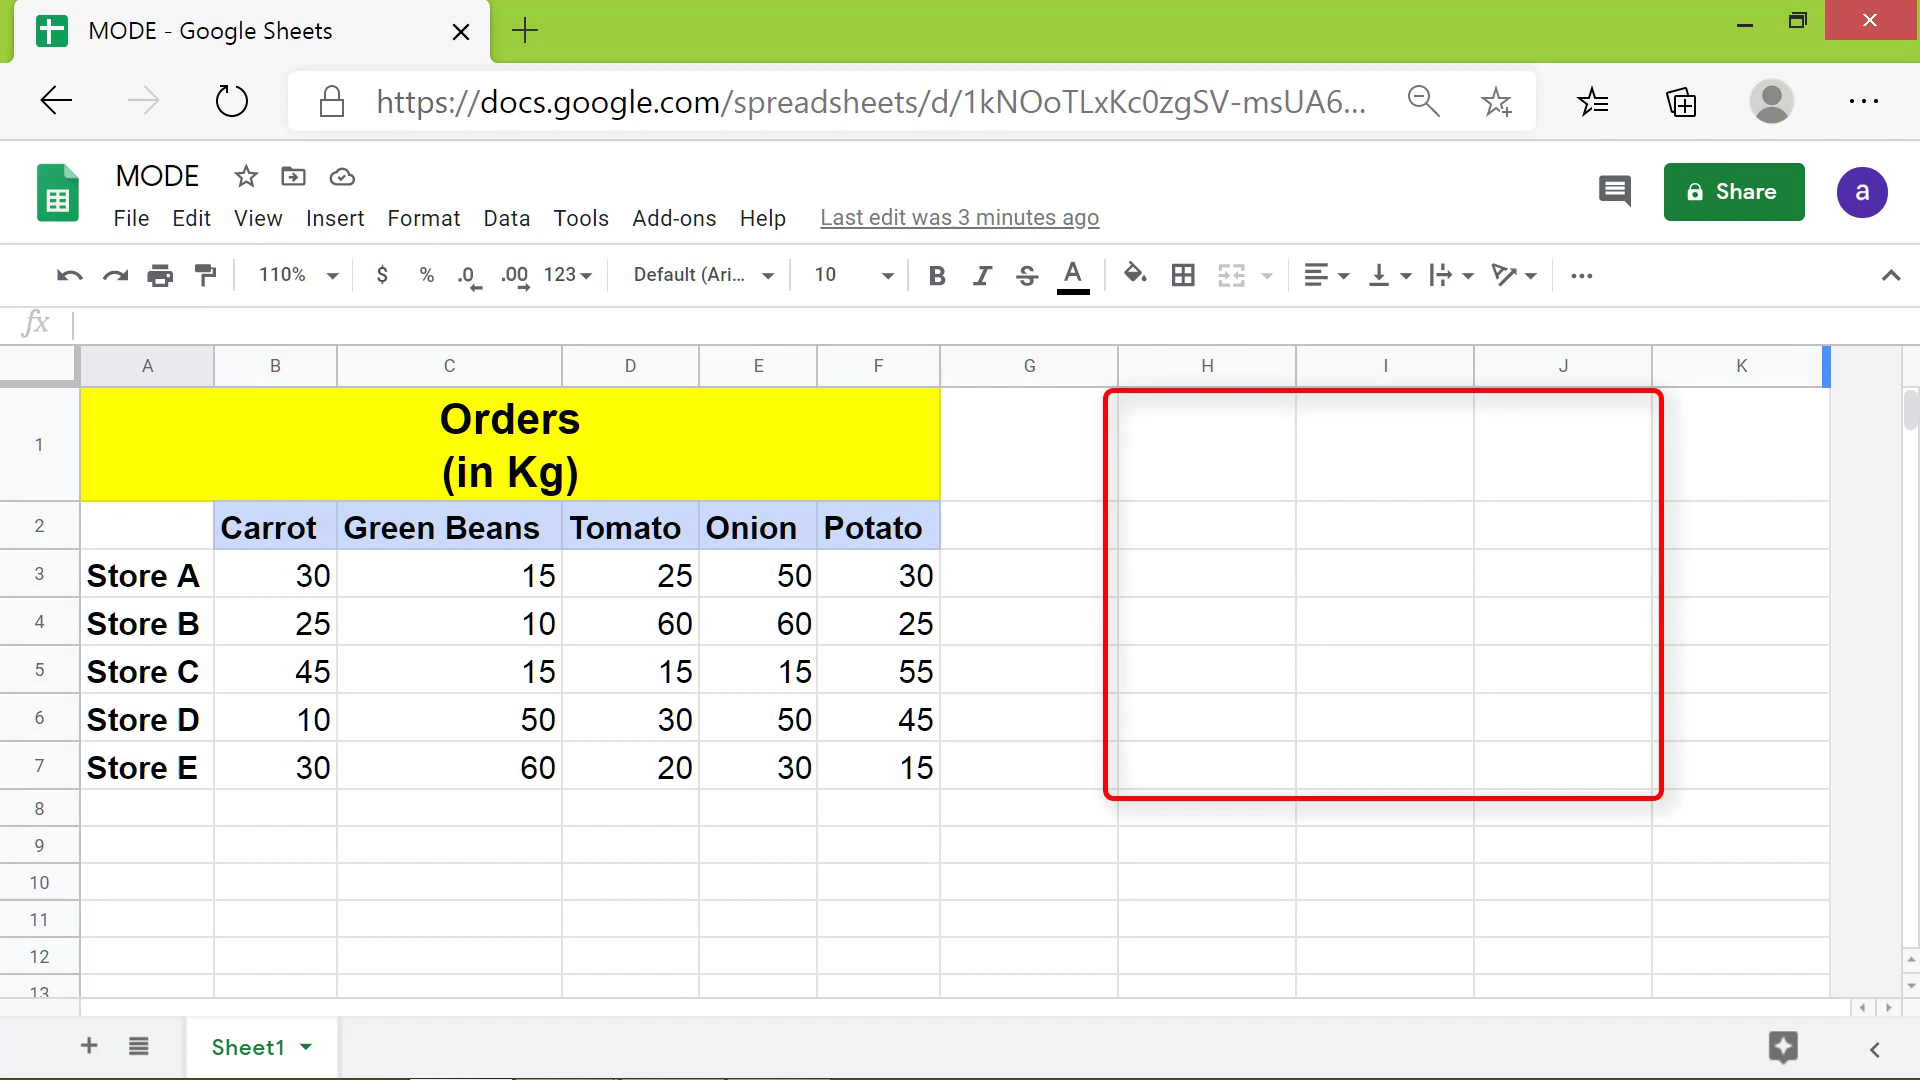 MODE - Google Sheets
https://docs.google.com/spreadsheets/d/1kNOoTLxKc0zgSV-msUA6...
MODE
File Edit View Insert Format Data Tools Add-ons Help Last edit was 3 minutes ago
Share
a
110% $ % .0 .00 123 Default (Ari... 10 B I S A
fx
A B C D E F G H I J K
1 Orders
(in Kg)
2 Carrot Green Beans Tomato Onion Potato
3 Store A 30 15 25 50 30
4 Store B 25 10 60 60 25
5 Store C 45 15 15 15 55
6 Store D 10 50 30 50 45
7 Store E 30 60 20 30 15
8
9
10
11
12
13
Sheet1